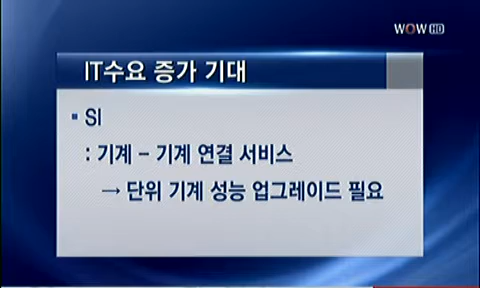 WOW HD
IT수요 증가 기대
▪ SI
: 기계 – 기계 연결 서비스
→ 단위 기계 성능 업그레이드 필요